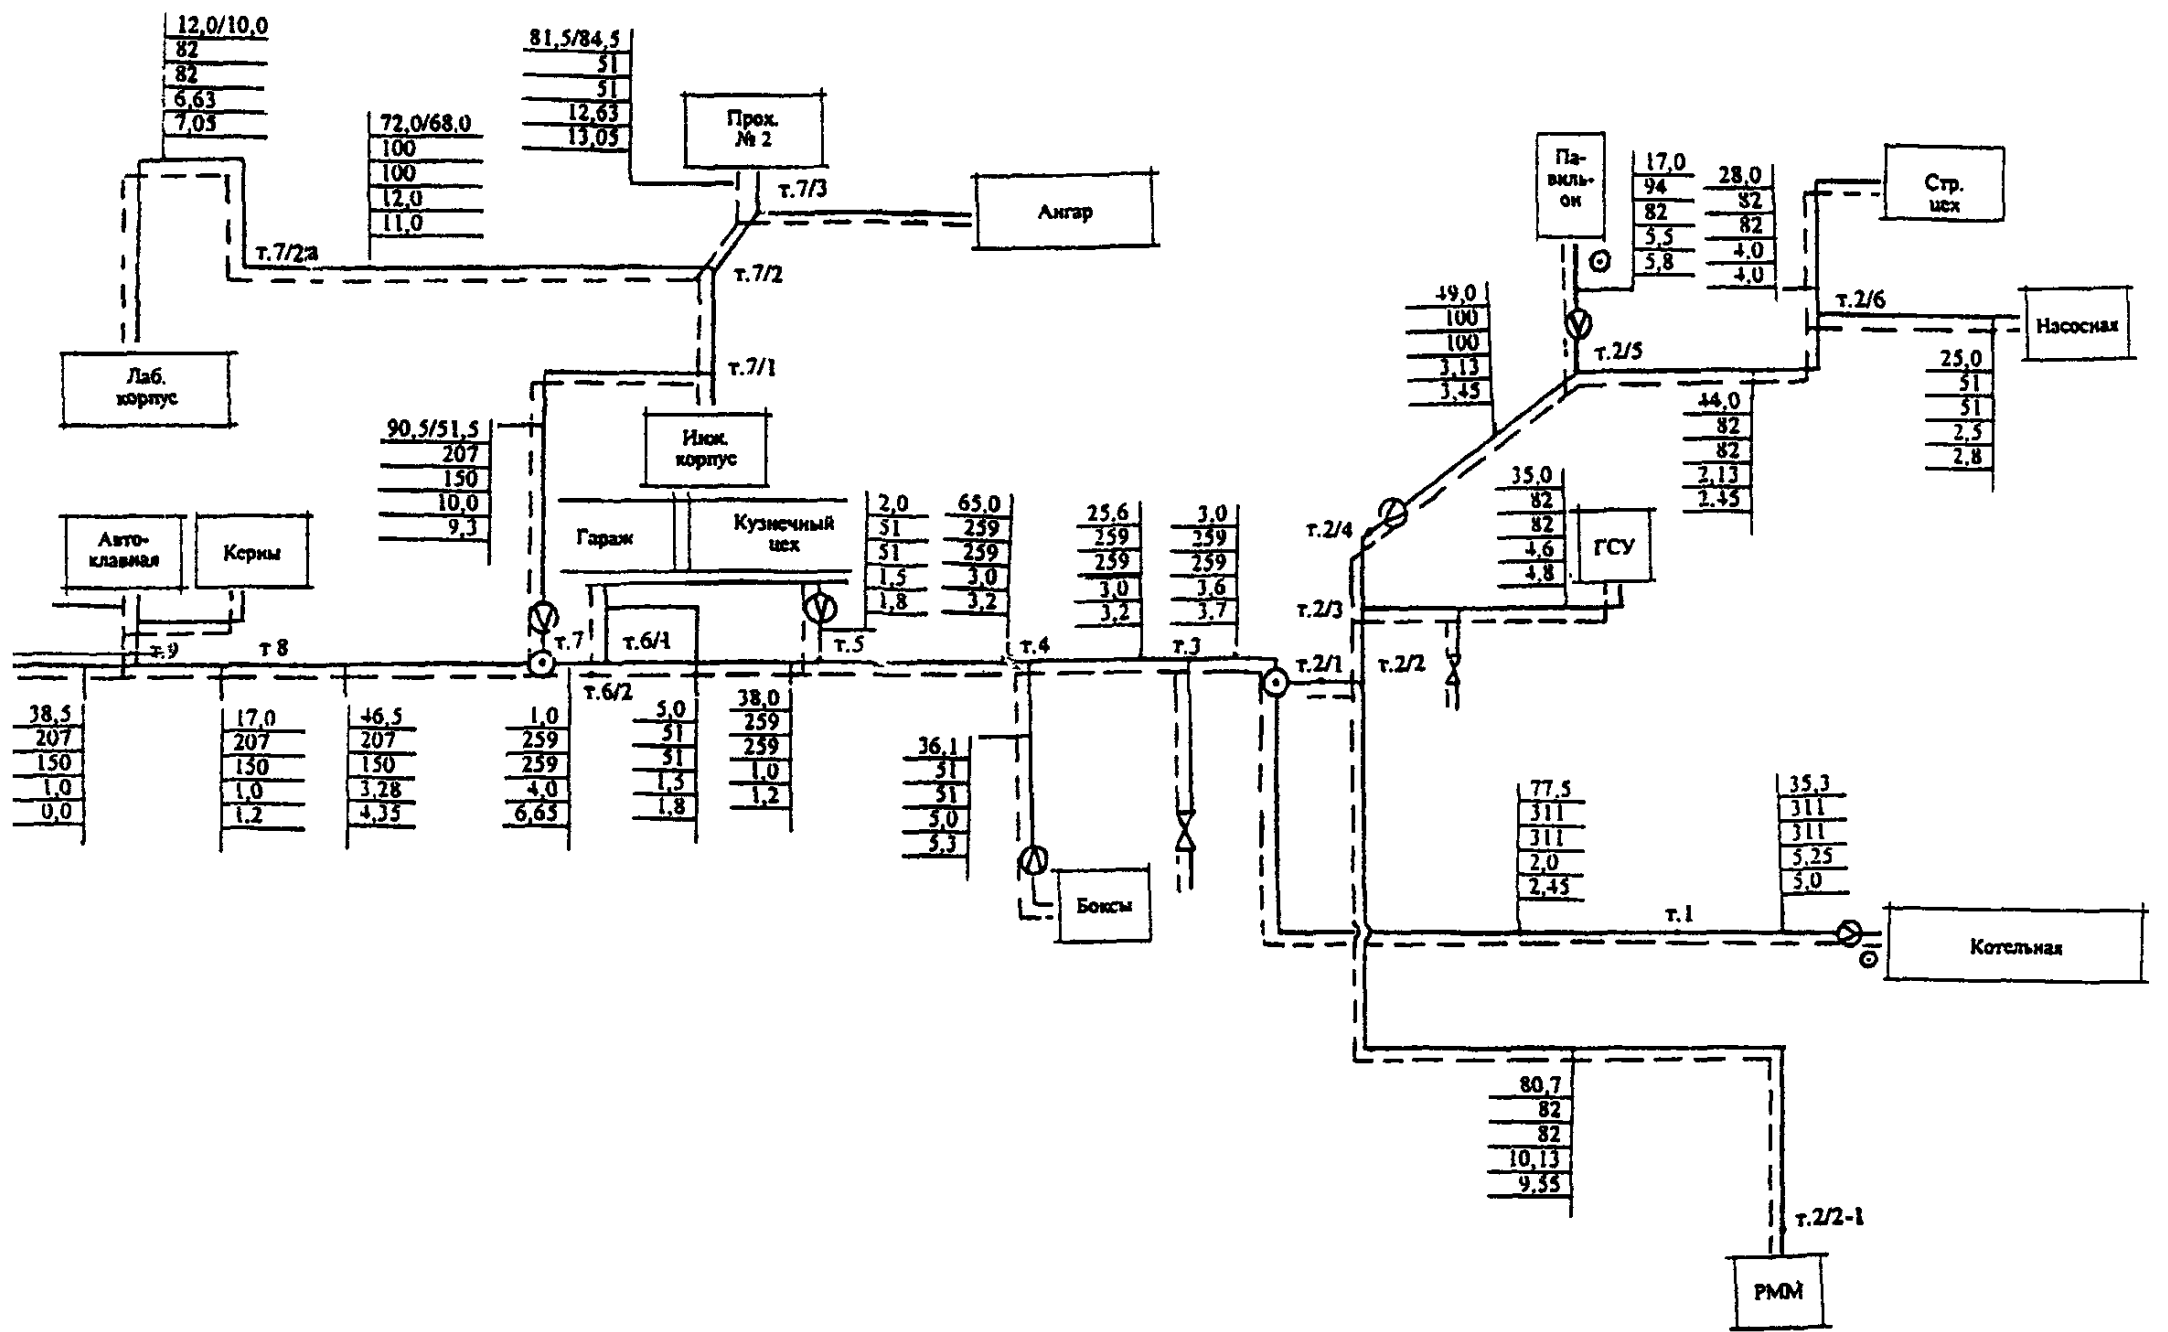 12,0/10,0
82
82
6,63
7,05
72,0/68,0
100
100
12,0
11,0
81,5/84,5
51
51
12,63
13,05
Прох.
№ 2
т.7/3
Ангар
т.7/2а
т.7/2
т.7/1
Лаб.
корпус
90,5/51,5
207
150
10,0
9,3
Инж.
корпус
Гараж
Кузнечный
цех
Авто-
клавная
Керны
2,0
51
51
1,5
1,8
65,0
259
259
3,0
3,2
25,6
259
259
3,0
3,2
3,0
259
259
3,6
3,7
Па-
виль-
он
17,0
94
82
5,5
5,8
28,0
82
82
4,0
4,0
Стр.
цех
т.2/6
Насосная
49,0
100
100
3,13
3,45
т.2/5
44,0
82
82
2,13
2,45
25,0
51
51
2,5
2,8
35,0
82
82
4,6
4,8
ГСУ
т.2/4
т.2/3
т.2/1
т.2/2
т.9
т 8
т.7
т.6/1
т.6/2
т.5
т.4
т.3
38,5
207
150
1,0
0,0
17,0
207
150
1,0
1,2
46,5
207
150
3,28
4,35
1,0
259
259
4,0
6,65
5,0
51
51
1,5
1,8
38,0
259
259
1,0
1,2
36,1
51
51
5,0
5,3
Боксы
77,5
311
311
2,0
2,45
35,3
311
311
5,25
5,0
т.1
Котельная
80,7
82
82
10,13
9,55
т.2/2-1
РММ